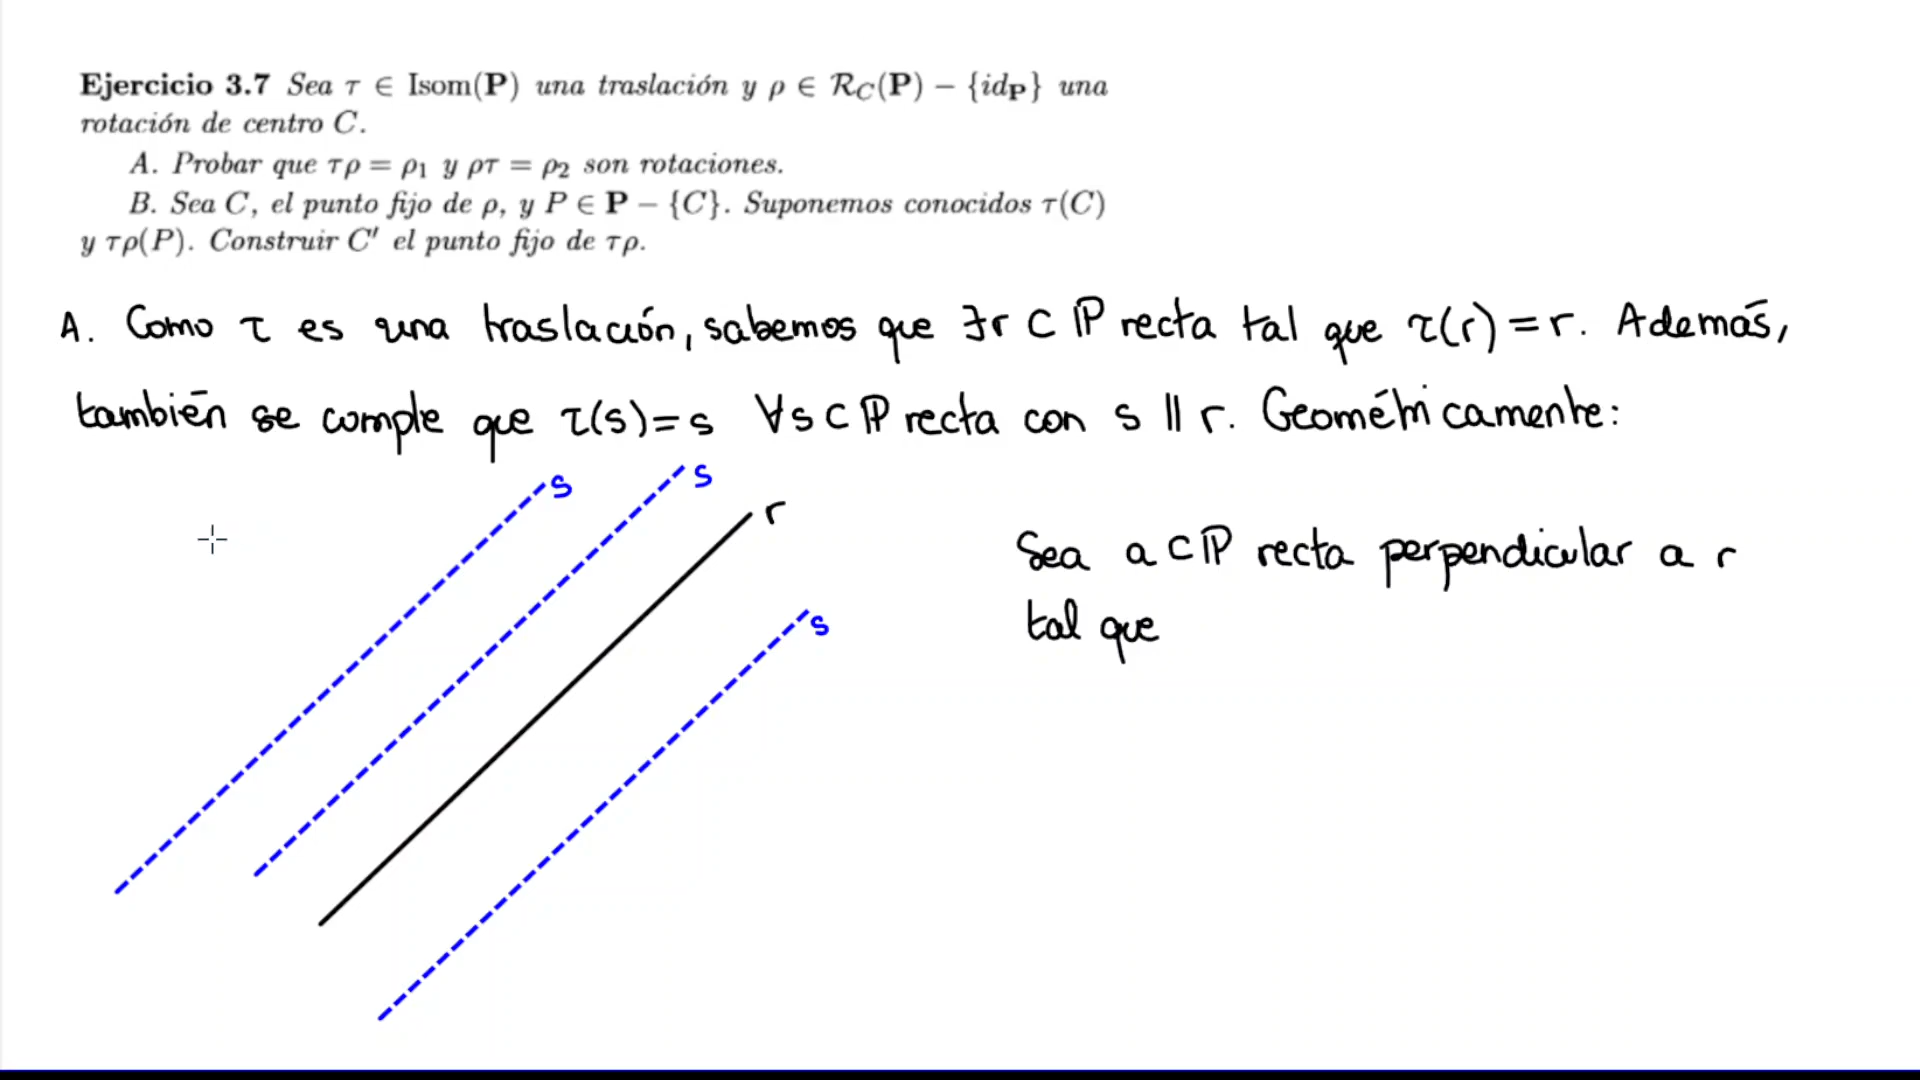 Ejercicio 3.7 Sea τ ∈ Isom(P) una traslación y ρ ∈ R_C(P) − {id_P} una
rotación de centro C.
A. Probar que τρ = ρ₁ y ρτ = ρ₂ son rotaciones.
B. Sea C, el punto fijo de ρ, y P ∈ P − {C}. Suponemos conocidos τ(C)
y τρ(P). Construir C′ el punto fijo de τρ.
A. Como τ es una traslación, sabemos que ∃r ⊂ ℙ recta tal que τ(r) = r. Además,
también se cumple que τ(s) = s ∀s ⊂ ℙ recta con s ∥ r. Geométricamente:
s
s
r
s
Sea a ⊂ ℙ recta perpendicular a r
tal que